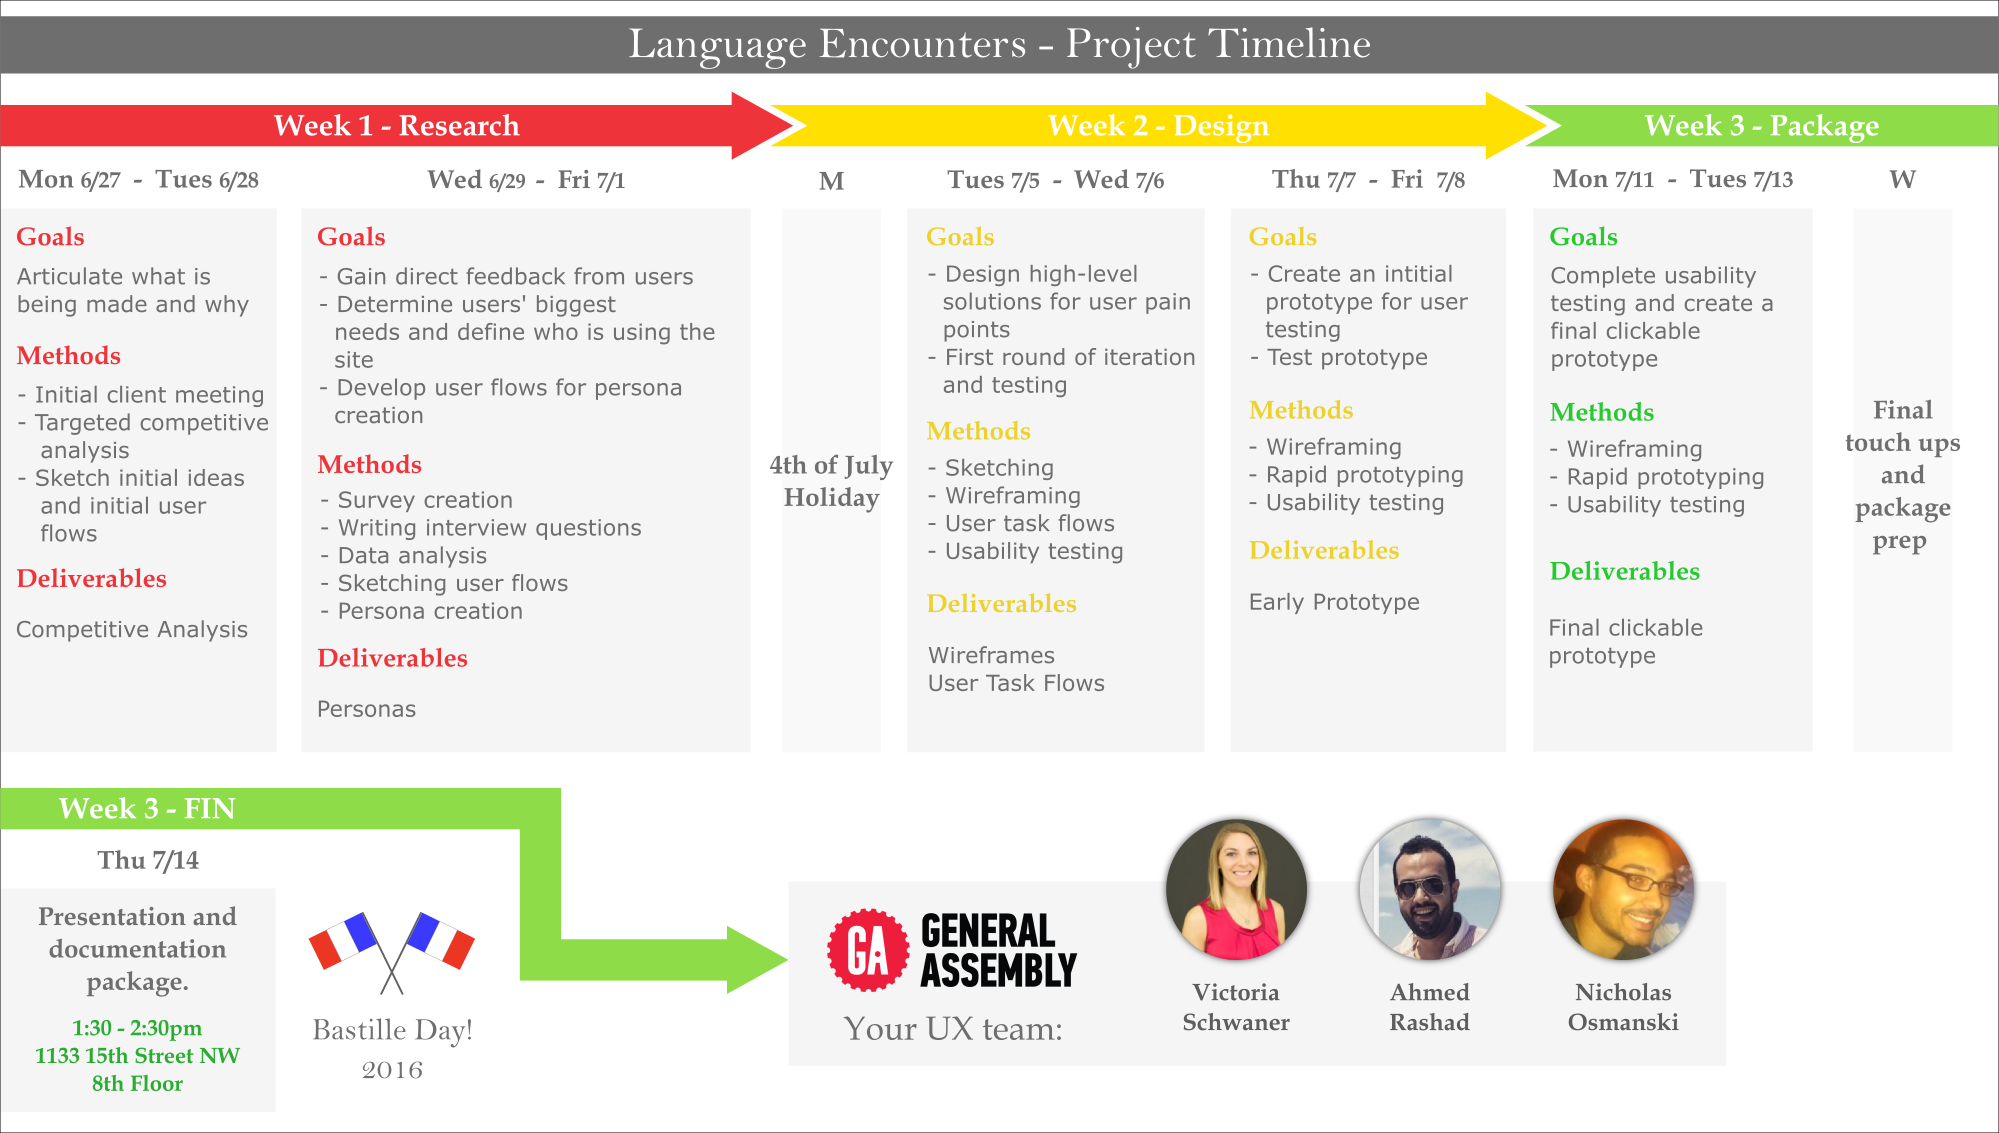 Language Encounters - Project Timeline
Week 1 - Research
Week 2 - Design
Week 3 - Package
Mon 6/27 - Tues 6/28
Goals
Articulate what is
being made and why
Methods
- Initial client meeting
- Targeted competitive
analysis
- Sketch initial ideas
and initial user
flows
Deliverables
Competitive Analysis
Wed 6/29 - Fri 7/1
Goals
- Gain direct feedback from users
- Determine users' biggest
needs and define who is using the
site
- Develop user flows for persona
creation
Methods
- Survey creation
- Writing interview questions
- Data analysis
- Sketching user flows
- Persona creation
Deliverables
Personas
M
4th of July
Holiday
Tues 7/5 - Wed 7/6
Goals
- Design high-level
solutions for user pain
points
- First round of iteration
and testing
Methods
- Sketching
- Wireframing
- User task flows
- Usability testing
Deliverables
Wireframes
User Task Flows
Thu 7/7 - Fri 7/8
Goals
- Create an intitial
prototype for user
testing
- Test prototype
Methods
- Wireframing
- Rapid prototyping
- Usability testing
Deliverables
Early Prototype
Mon 7/11 - Tues 7/13
Goals
Complete usability
testing and create a
final clickable
prototype
Methods
- Wireframing
- Rapid prototyping
- Usability testing
Deliverables
Final clickable
prototype
W
Final
touch ups
and
package
prep
Week 3 - FIN
Thu 7/14
Presentation and
documentation
package.
1:30 - 2:30pm
1133 15th Street NW
8th Floor
Bastille Day!
2016
GA
GENERAL
ASSEMBLY
Your UX team:
Victoria
Schwaner
Ahmed
Rashad
Nicholas
Osmanski